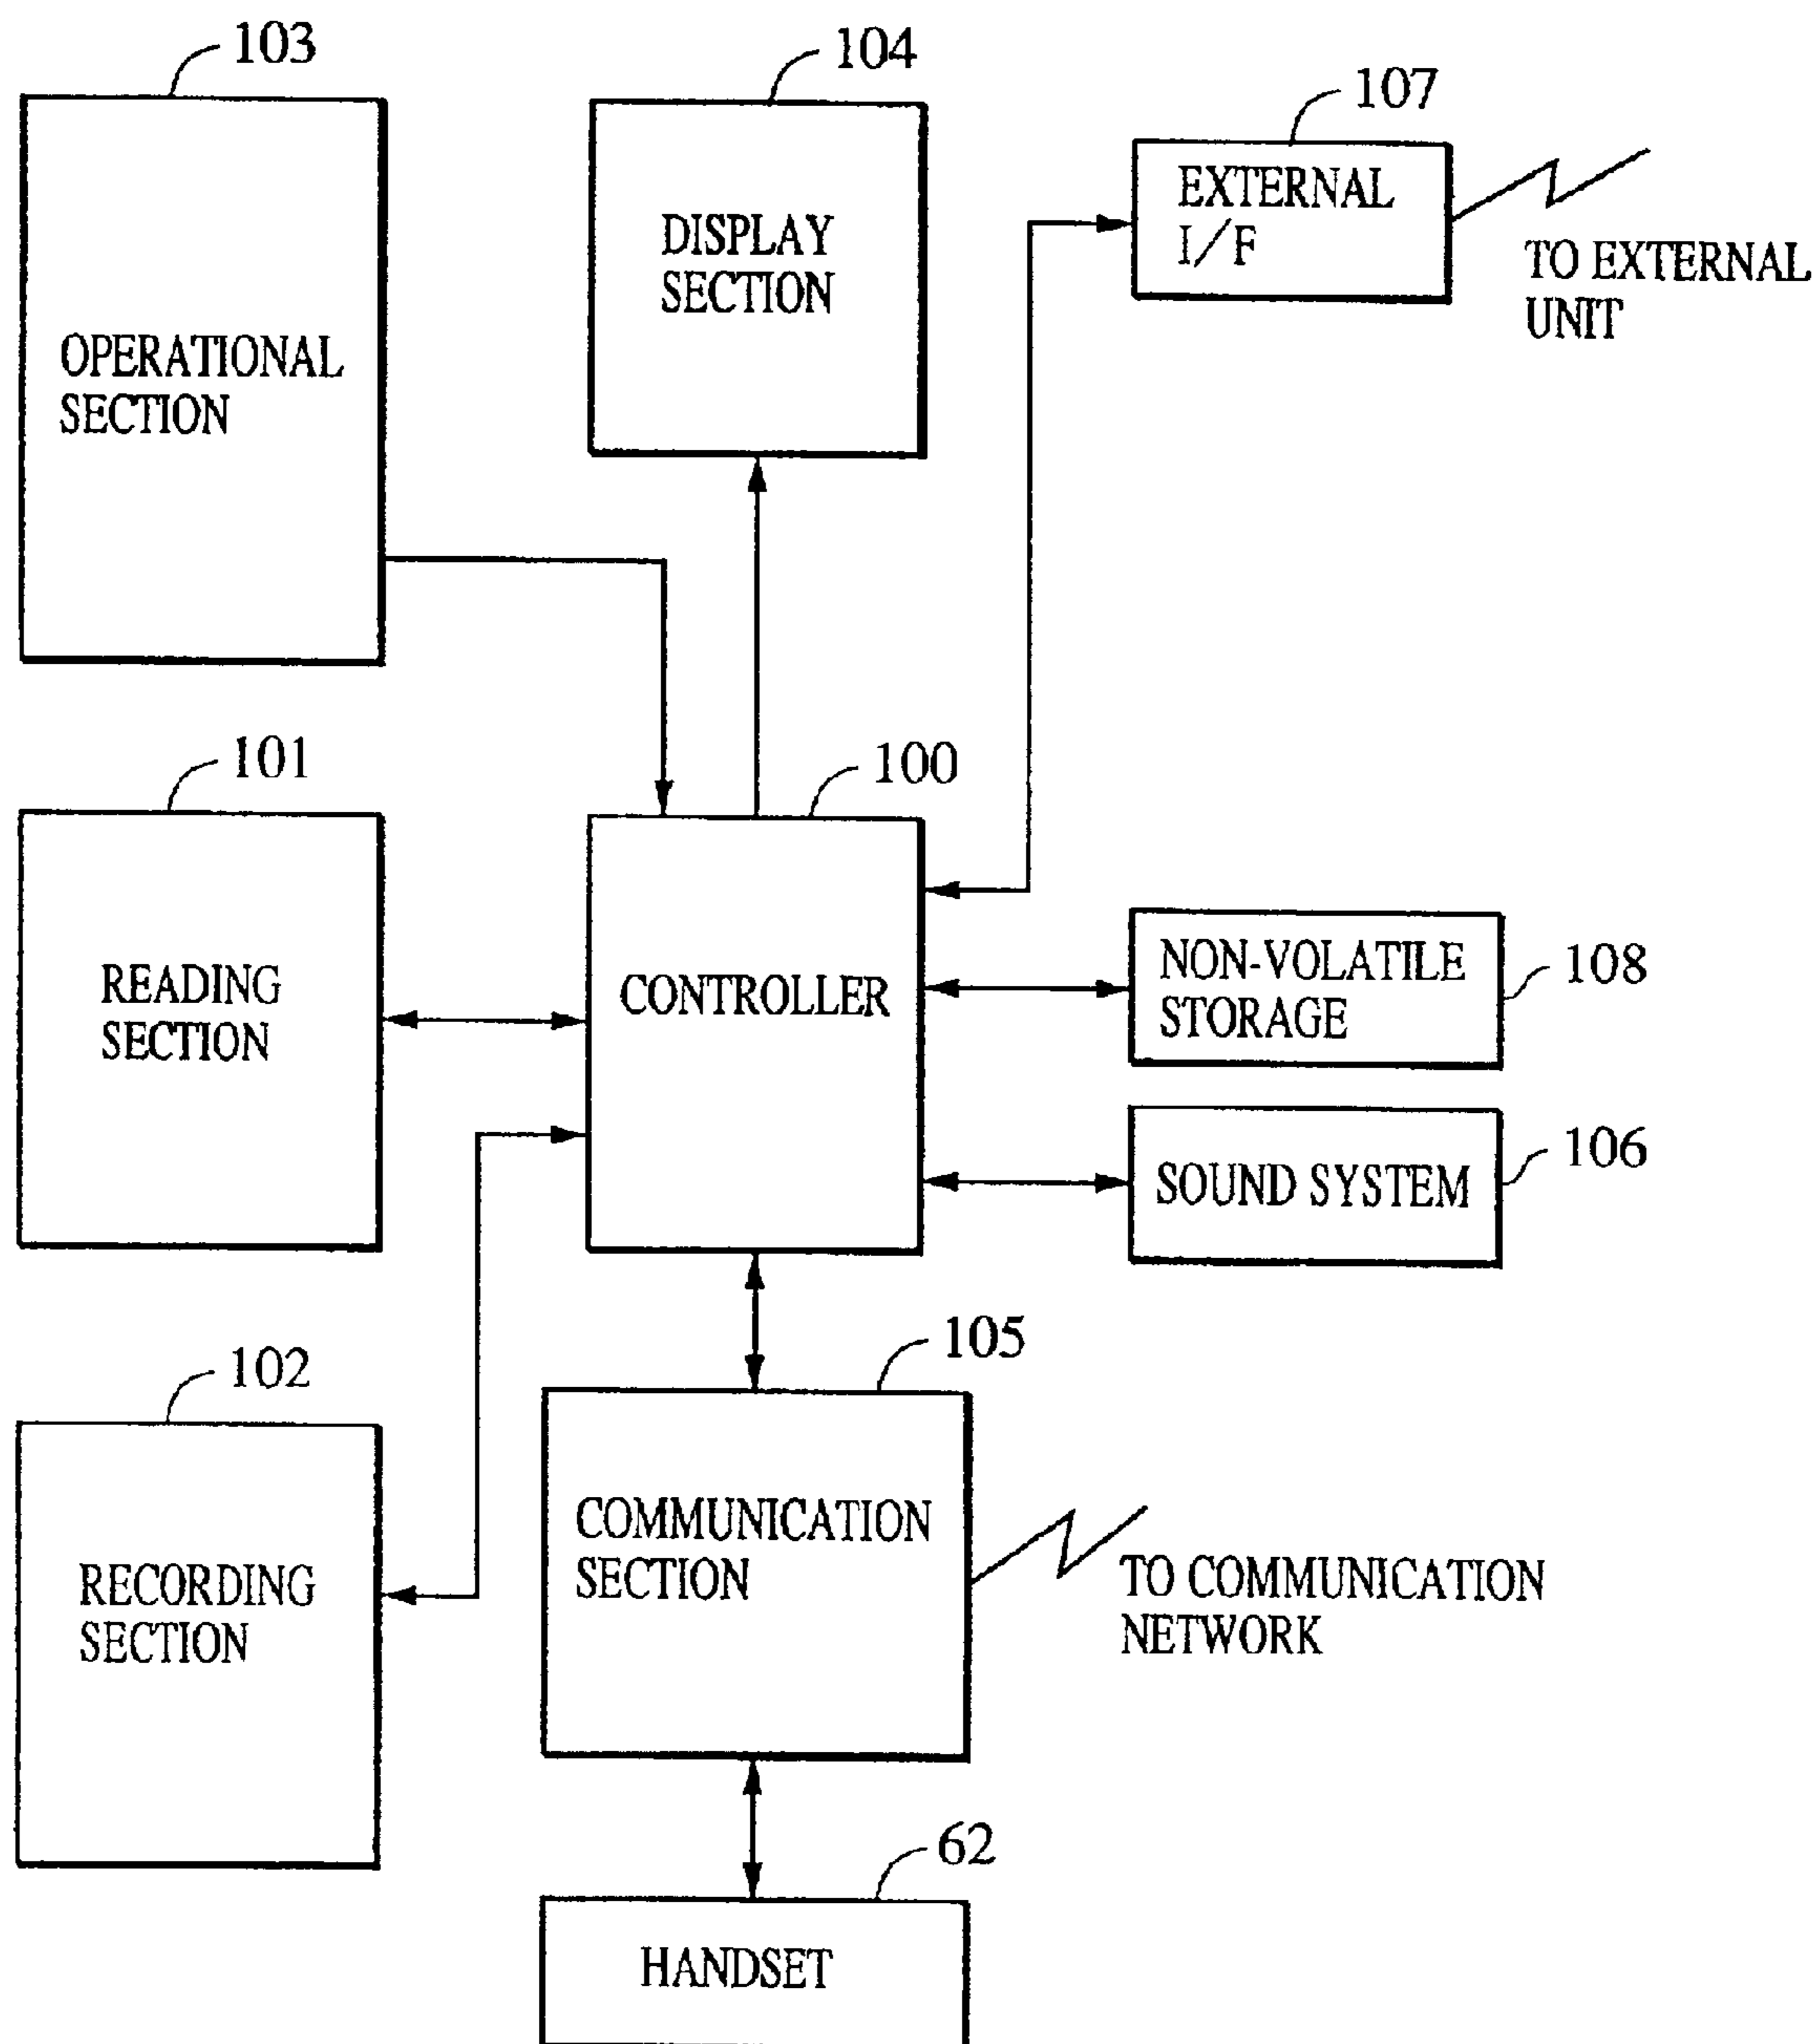 103
104
107
OPERATIONAL
SECTION
DISPLAY
SECTION
EXTERNAL
I/F
TO EXTERNAL
UNIT
101
100
READING
SECTION
CONTROLLER
NON-VOLATILE
STORAGE
108
SOUND SYSTEM
106
102
105
RECORDING
SECTION
COMMUNICATION
SECTION
TO COMMUNICATION
NETWORK
62
HANDSET